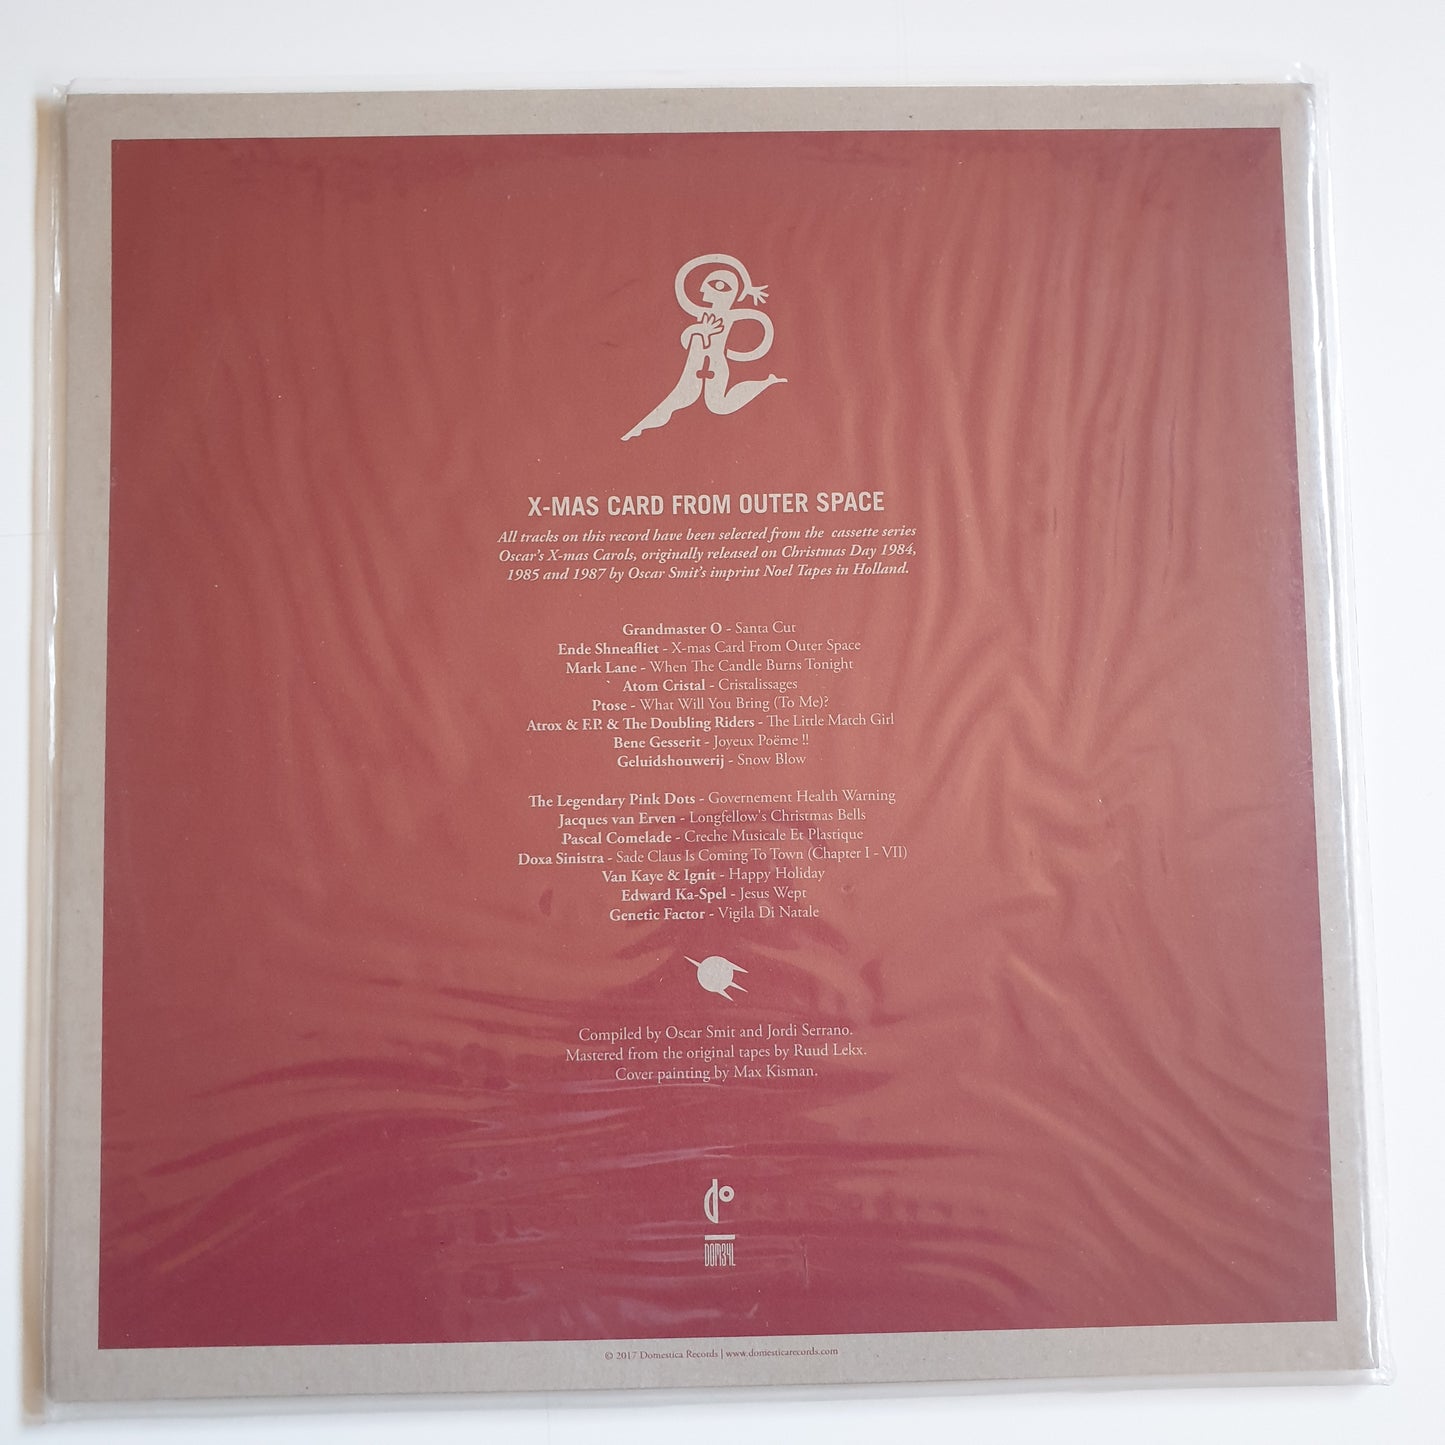 X-MAS CARD FROM OUTER SPACE
All tracks on this record have been selected from the cassette series
Oscar's X-mas Carols, originally released on Christmas Day 1984,
1985 and 1987 by Oscar Smit's imprint Noel Tapes in Holland.
Grandmaster O - Santa Cut
Ende Shneafliet - X-mas Card From Outer Space
Mark Lane - When The Candle Burns Tonight
Atom Cristal - Cristalissages
Ptose - What Will You Bring (To Me)?
Atrox & F.P. & The Doubling Riders - The Little Match Girl
Bene Gesserit - Joyeux Poëme !!
Geluidshouwerij - Snow Blow
The Legendary Pink Dots - Governement Health Warning
Jacques van Erven - Longfellow's Christmas Bells
Pascal Comelade - Creche Musicale Et Plastique
Doxa Sinistra - Sade Claus Is Coming To Town (Chapter I - VII)
Van Kaye & Ignit - Happy Holiday
Edward Ka-Spel - Jesus Wept
Genetic Factor - Vigila Di Natale
Compiled by Oscar Smit and Jordi Serrano.
Mastered from the original tapes by Ruud Lekx.
Cover painting by Max Kisman.
do
DOM34L
© 2017 Domestica Records | www.domesticarecords.com